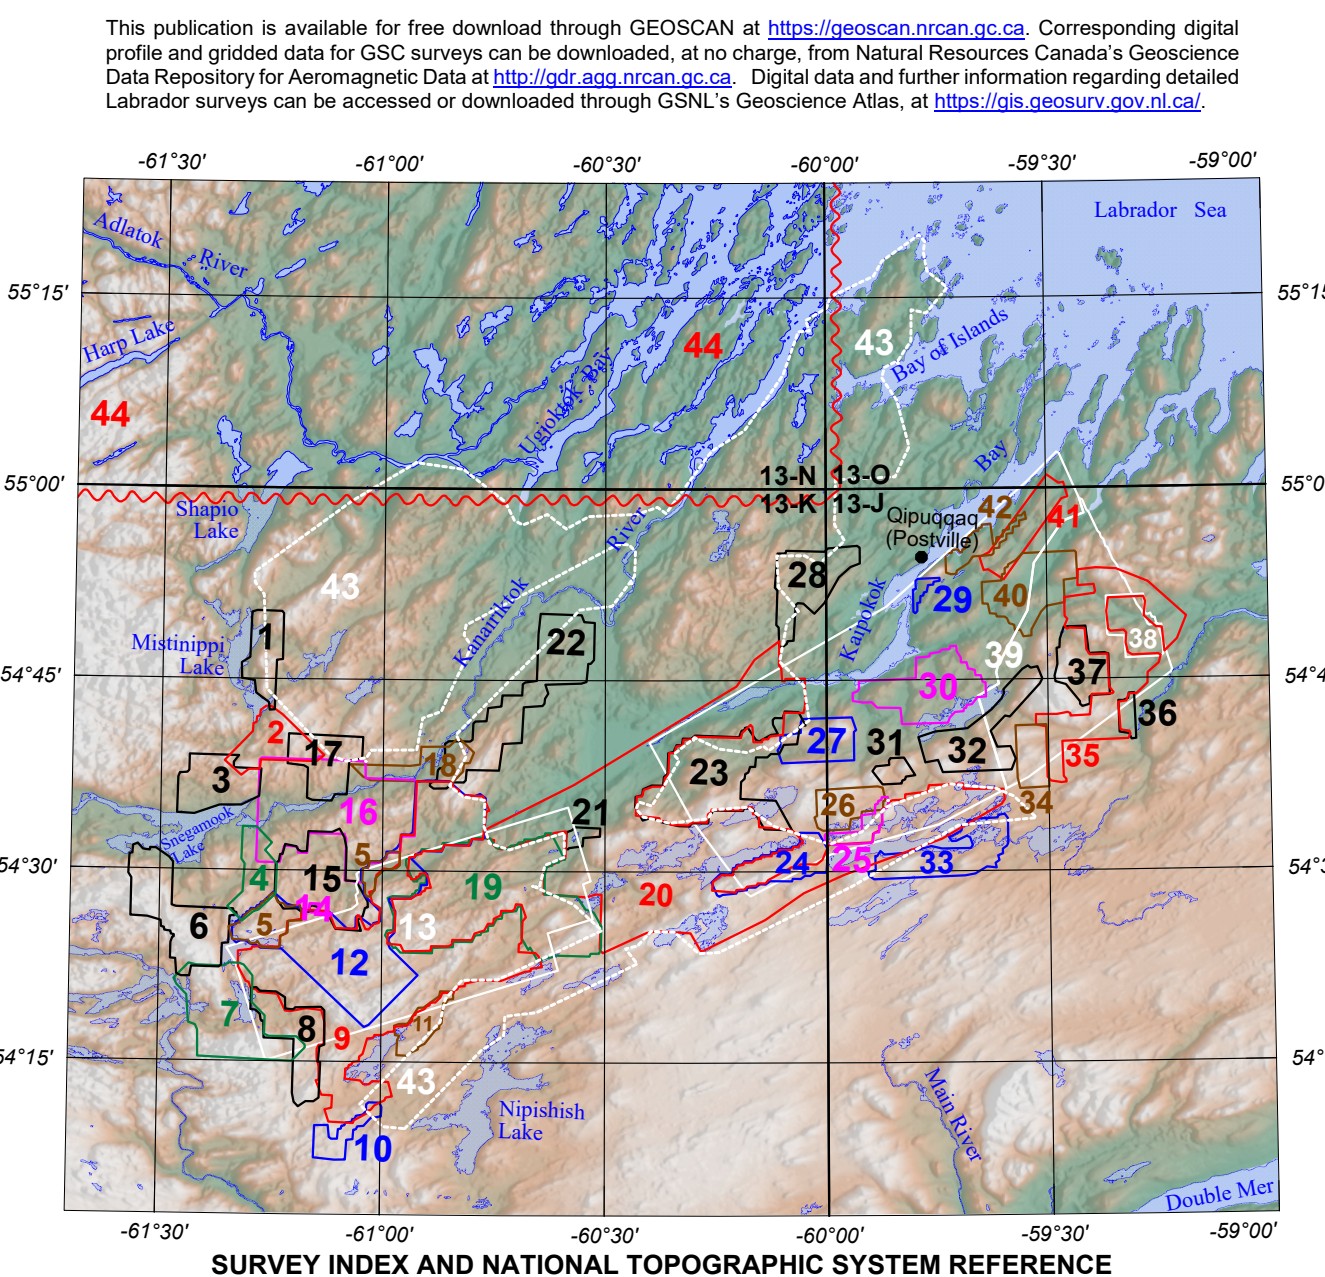 This publication is available for free download through GEOSCAN at https://geoscan.nrcan.gc.ca. Corresponding digital
profile and gridded data for GSC surveys can be downloaded, at no charge, from Natural Resources Canada's Geoscience
Data Repository for Aeromagnetic Data at http://gdr.agg.nrcan.gc.ca. Digital data and further information regarding detailed
Labrador surveys can be accessed or downloaded through GSNL's Geoscience Atlas, at https://gis.geosurv.gov.nl.ca/.
-61°30' -61°00' -60°30' -60°00' -59°30' -59°00'
Labrador Sea
Adlatok
River
55°15' 55°15
Bay of Islands
Harp Lake
44 43
Ugjoktok Bay
44
Bay
13-N 13-O
55°00' 55°0
13-K 13-J
Shapio
Lake
42 41
Qipuqqaq
(Postville)
River
43 28
Kanairiktok
Kaipokok
29 40
1 22
Mistinippi
Lake
38
39
54°45' 54°4
37
30
36
2 17
27 31 32
18 35
3 23
16
26 34
21
Snegamook
Lake
5
54°30' 54°3
25
24 33
4 15 19
20
14
6 5 13
12
7 8 9 11
54°15' 54°
43
Main River
Nipishish
Lake
10
Double Mer
-61°30' -61°00' -60°30' -60°00' -59°30' -59°00'
SURVEY INDEX AND NATIONAL TOPOGRAPHIC SYSTEM REFERENCE